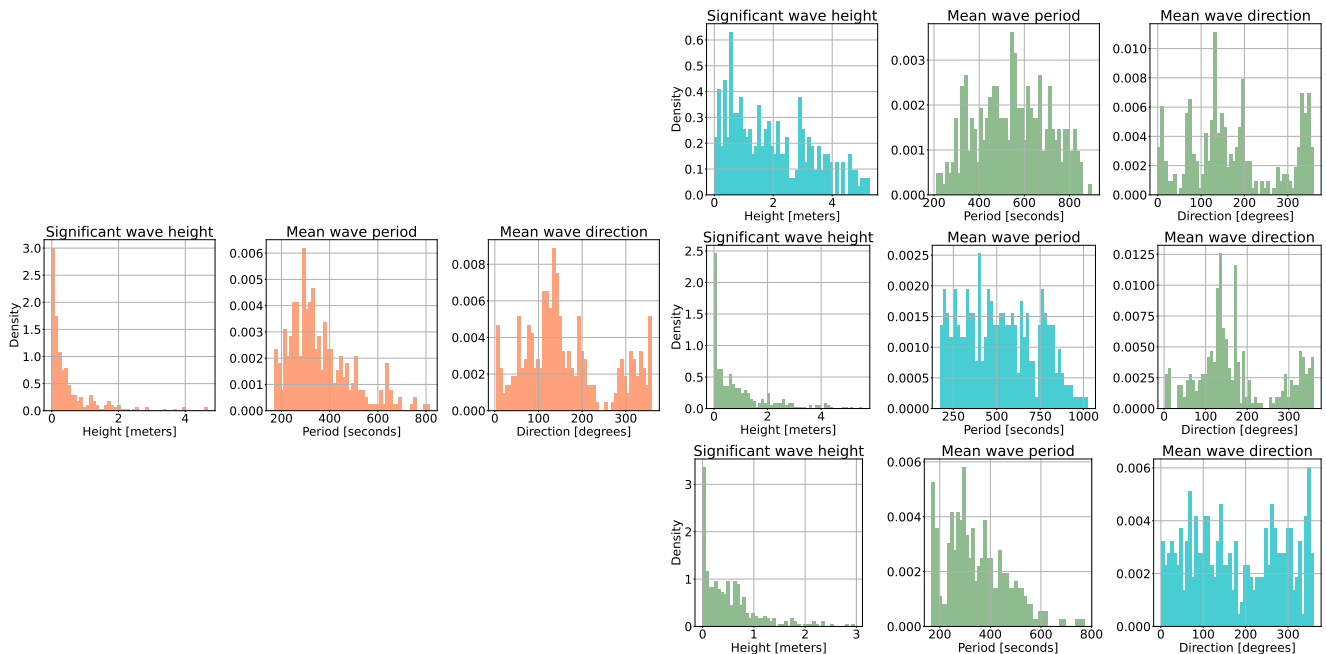 Significant wave height Mean wave period Mean wave direction
0.6 0.5 0.4 0.3 0.2 0.1 0.0
Density
0.003 0.002 0.001 0.000
0.010 0.008 0.006 0.004 0.002 0.000
0 2 4 200 400 600 800 0 100 200 300
Height [meters] Period [seconds] Direction [degrees]
Significant wave height Mean wave period Mean wave direction
3.0 2.5 2.0 1.5 1.0 0.5 0.0
Density
0.006 0.005 0.004 0.003 0.002 0.001 0.000
0.008 0.006 0.004 0.002 0.000
0 2 4 200 400 600 800 0 100 200 300
Height [meters] Period [seconds] Direction [degrees]
Significant wave height Mean wave period Mean wave direction
2.5 2.0 1.5 1.0 0.5 0.0
Density
0.0025 0.0020 0.0015 0.0010 0.0005 0.0000
0.0125 0.0100 0.0075 0.0050 0.0025 0.0000
0 2 4 250 500 750 1000 0 100 200 300
Height [meters] Period [seconds] Direction [degrees]
Significant wave height Mean wave period Mean wave direction
3 2 1 0
Density
0.006 0.004 0.002 0.000
0.006 0.004 0.002 0.000
0 1 2 3 200 400 600 800 0 100 200 300
Height [meters] Period [seconds] Direction [degrees]